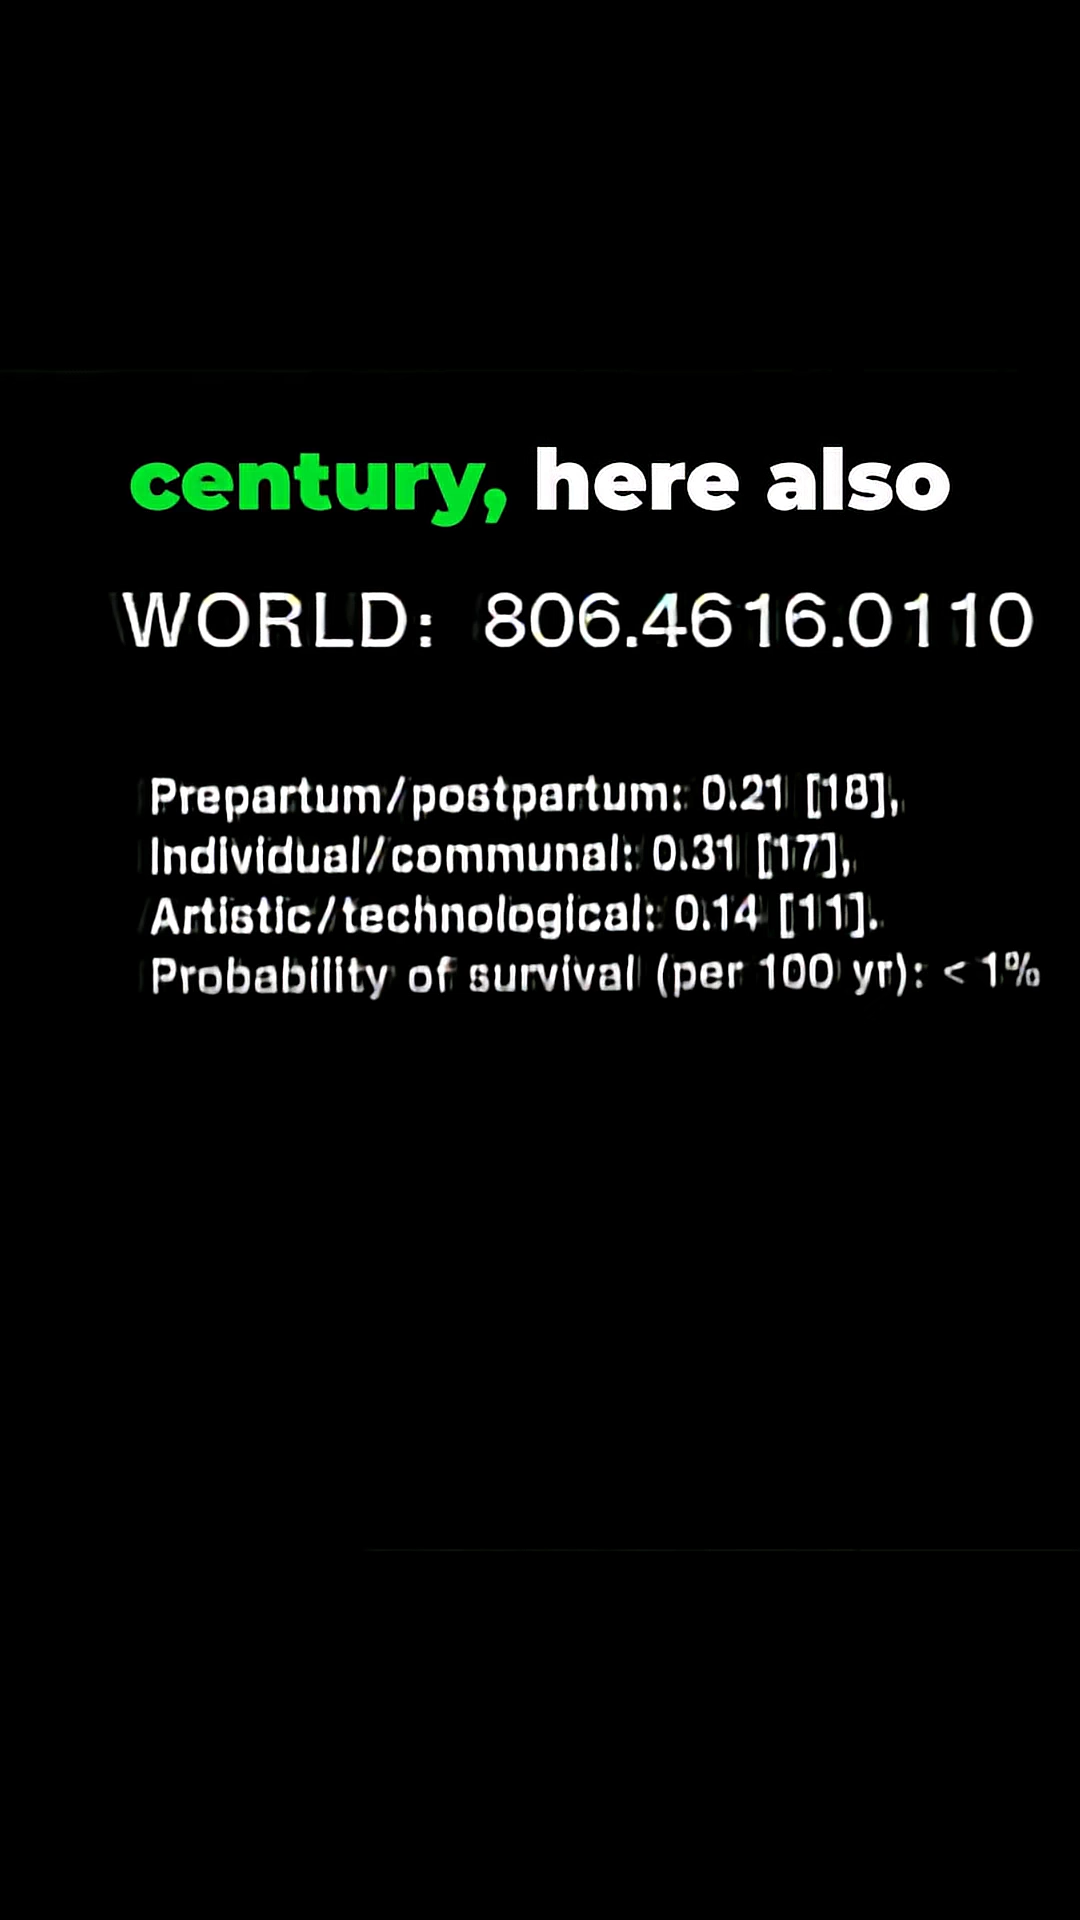 century, here also
WORLD: 806.4616.0110
Prepartum/postpartum: 0.21 [18],
Individual/communal: 0.31 [17],
Artistic/technological: 0.14 [11].
Probability of survival (per 100 yr): < 1%